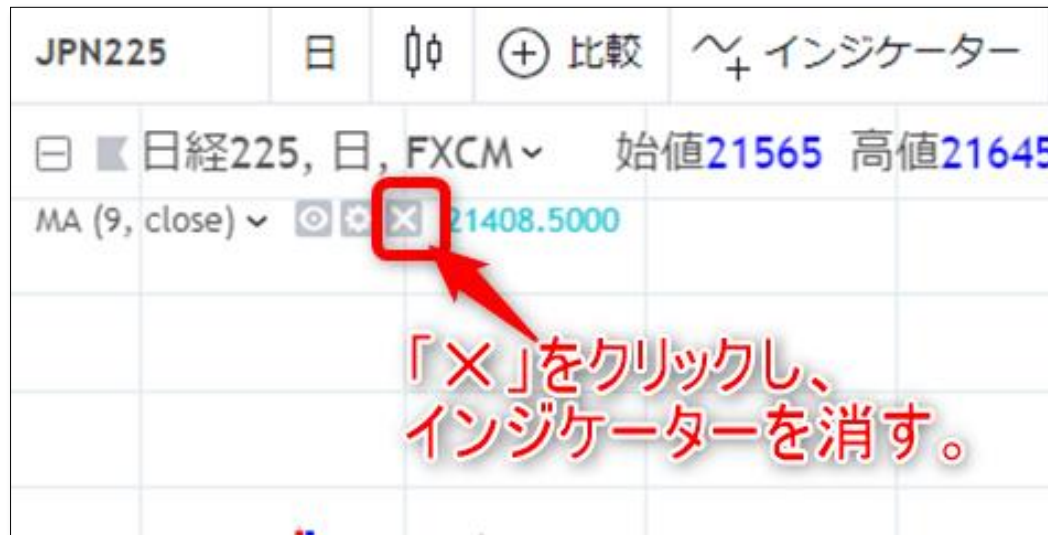 JPN225 日 比較 インジケーター
日経225, 日, FXCM 始値21565 高値21645
MA (9, close) 21408.5000
「×」をクリックし、
インジケーターを消す。